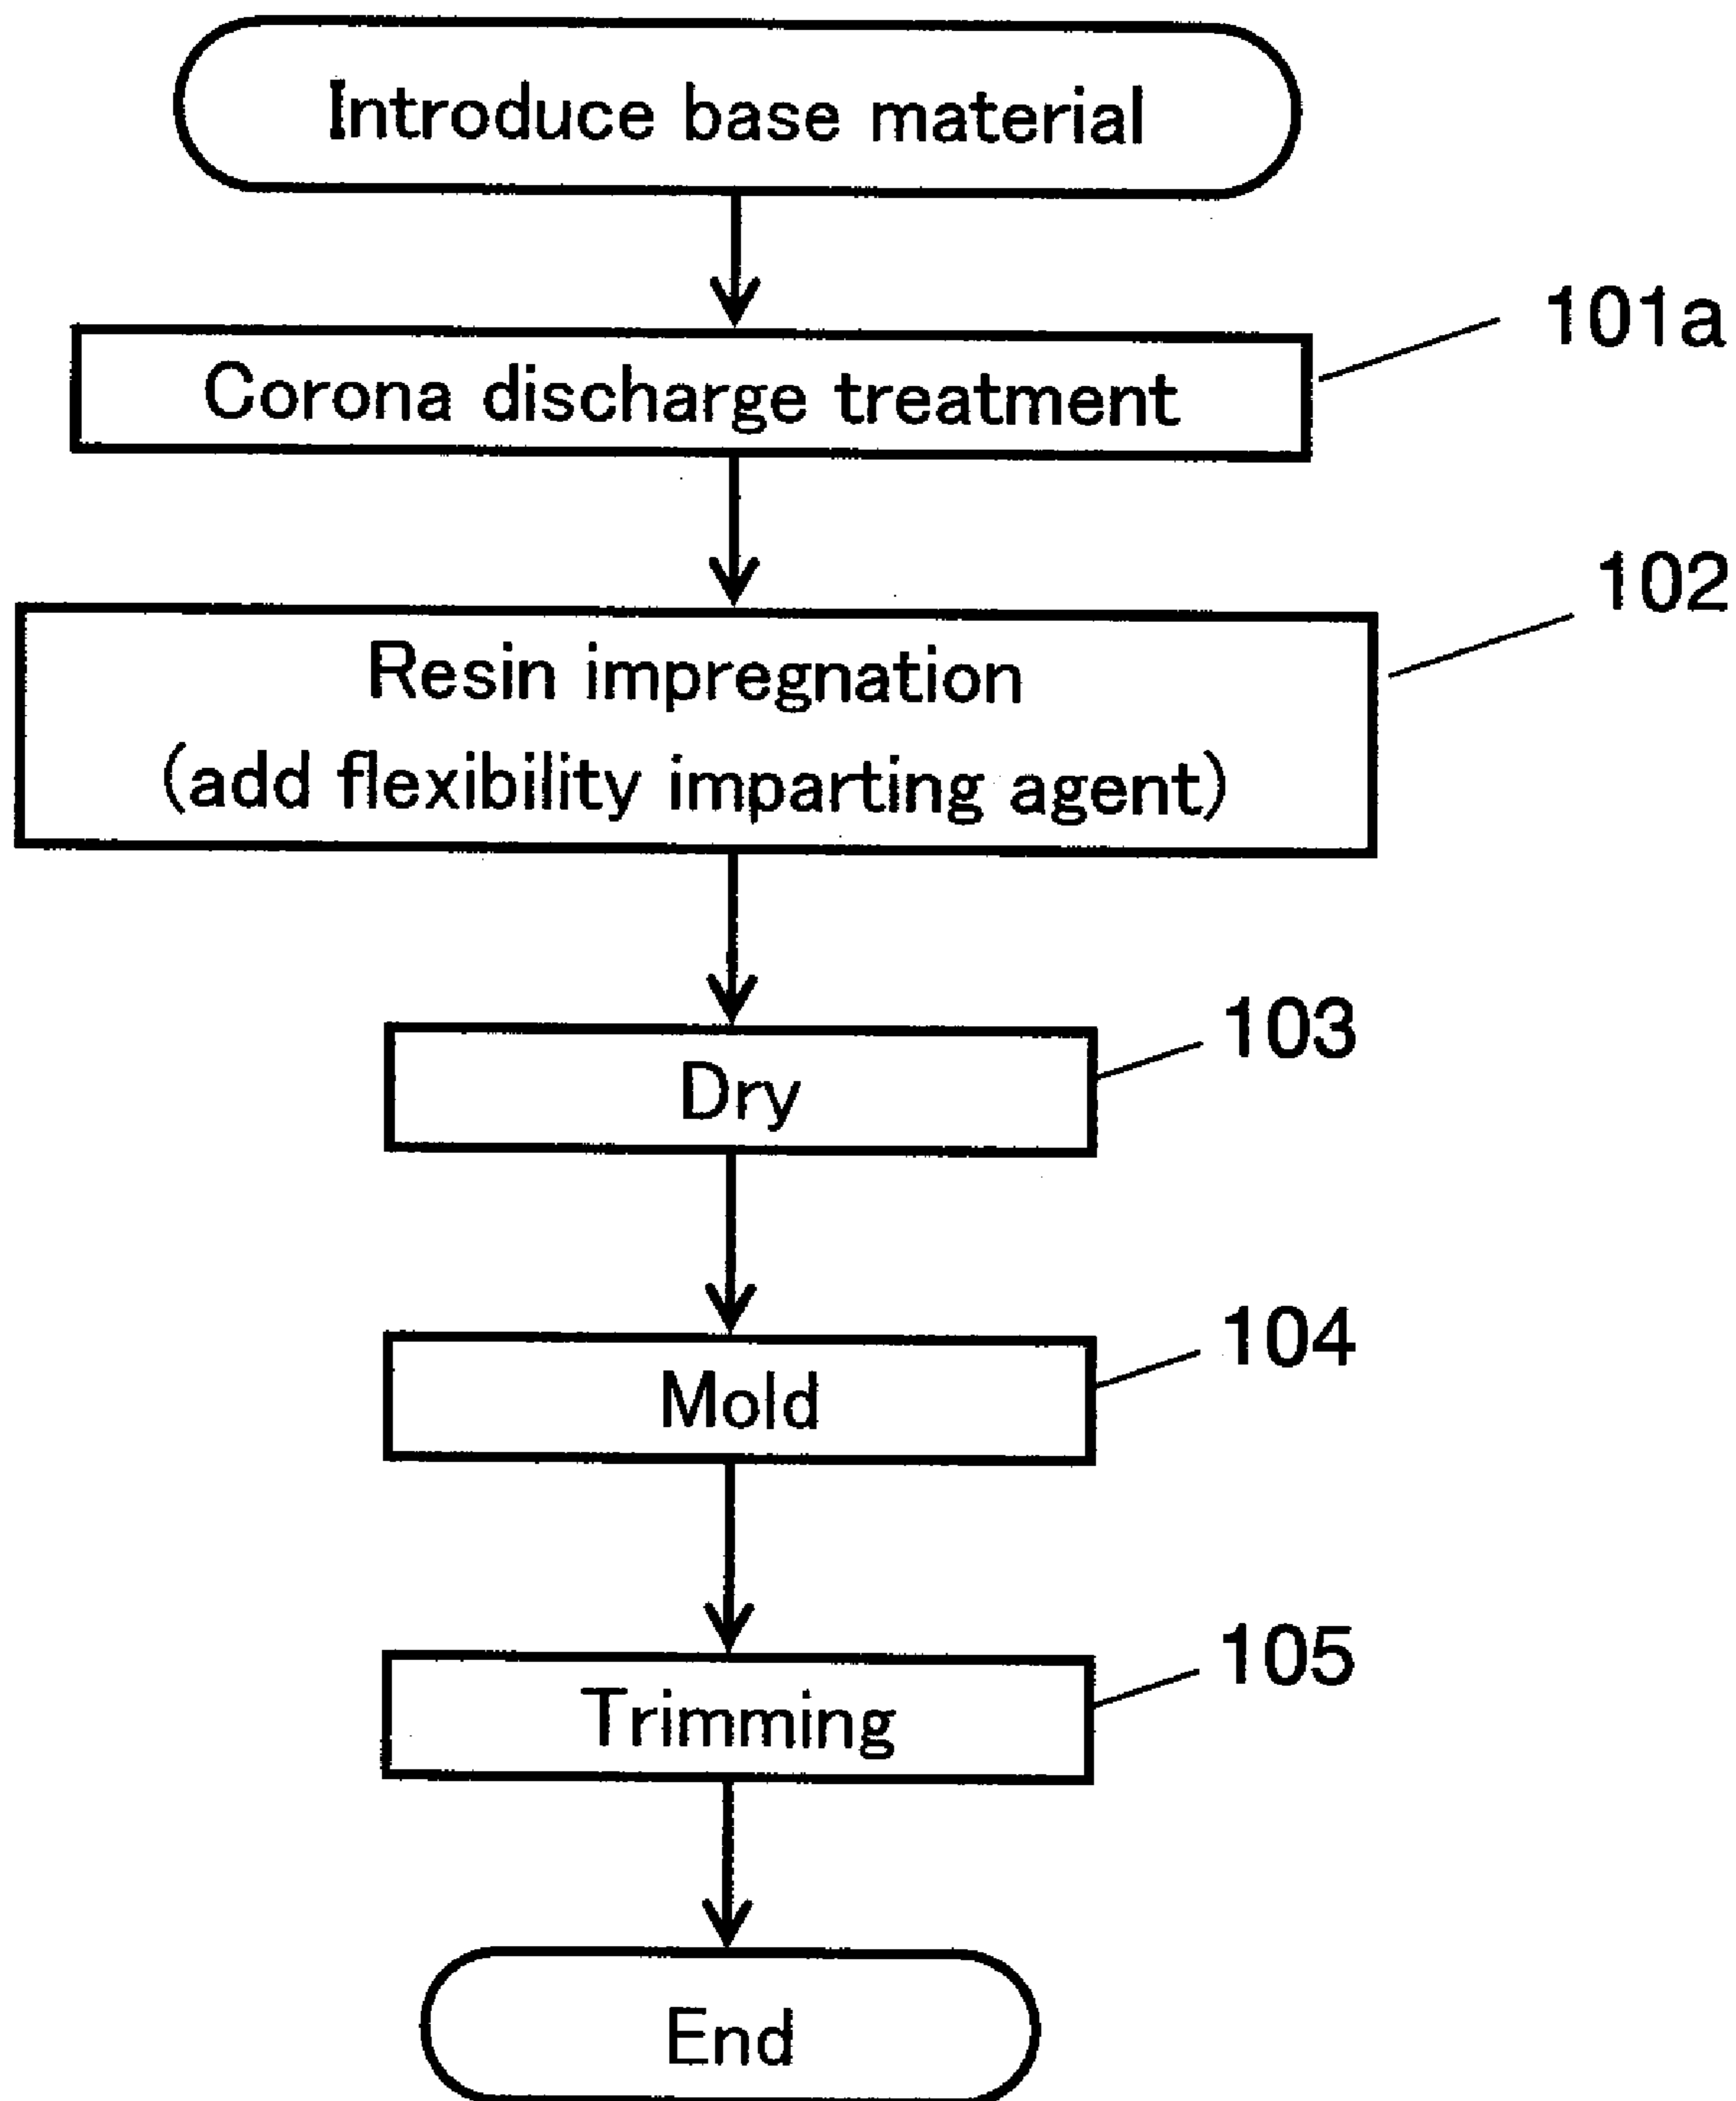 Introduce base material
101a
Corona discharge treatment
102
Resin impregnation
(add flexibility imparting agent)
103
Dry
104
Mold
105
Trimming
End